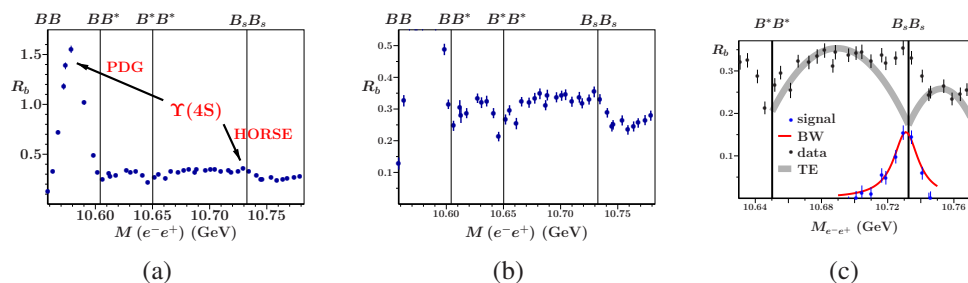 BB BB* B*B* BsBs
Rb
1.5
1.0
0.5
PDG
ϒ(4S)
HORSE
10.60 10.65 10.70 10.75
M (e−e+) (GeV)
(a)
BB BB* B*B* BsBs
Rb
0.5
0.4
0.3
0.2
0.1
10.60 10.65 10.70 10.75
M (e−e+) (GeV)
(b)
B*B* BsBs
Rb
0.3
0.1
signal
BW
data
TE
10.64 10.68 10.72 10.76
Me−e+ (GeV)
(c)